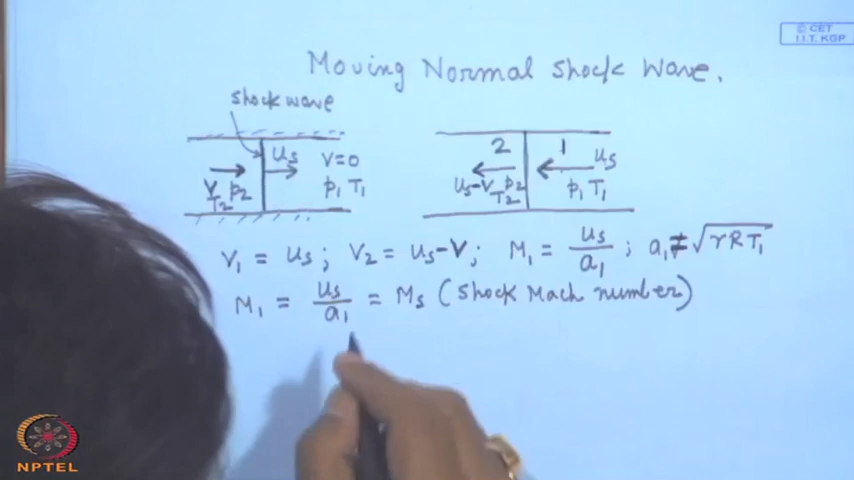 © CET
I.I.T. KGP
Moving Normal Shock Wave.
shock wave
V p2 T2 us V=0 p1 T1
2 us-V p2 T2 1 us p1 T1
V1 = us ; V2 = us-V ; M1 = us/a1 ; a1 = √γRT1
M1 = us/a1 = Ms (Shock Mach number)
NPTEL